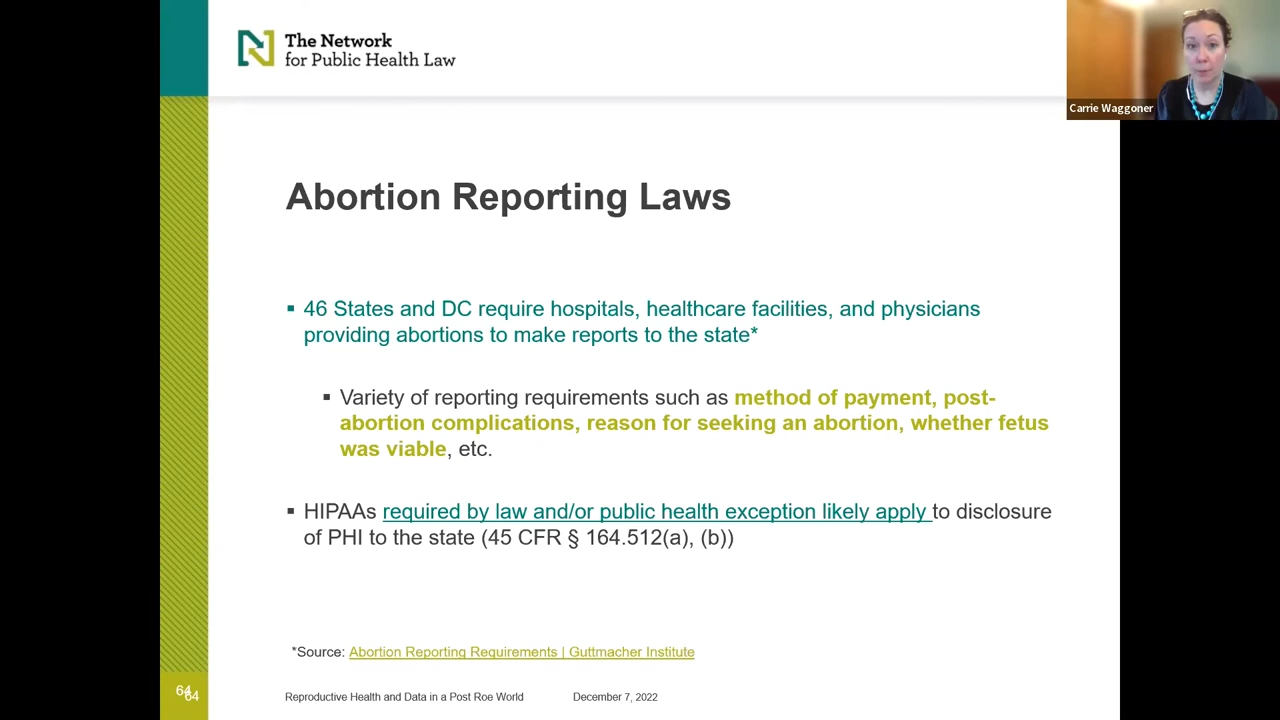 The Network
for Public Health Law
Carrie Waggoner
Abortion Reporting Laws
▪ 46 States and DC require hospitals, healthcare facilities, and physicians
providing abortions to make reports to the state*
▪ Variety of reporting requirements such as method of payment, post-
abortion complications, reason for seeking an abortion, whether fetus
was viable, etc.
▪ HIPAAs required by law and/or public health exception likely apply to disclosure
of PHI to the state (45 CFR § 164.512(a), (b))
*Source: Abortion Reporting Requirements | Guttmacher Institute
64 64
Reproductive Health and Data in a Post Roe World December 7, 2022